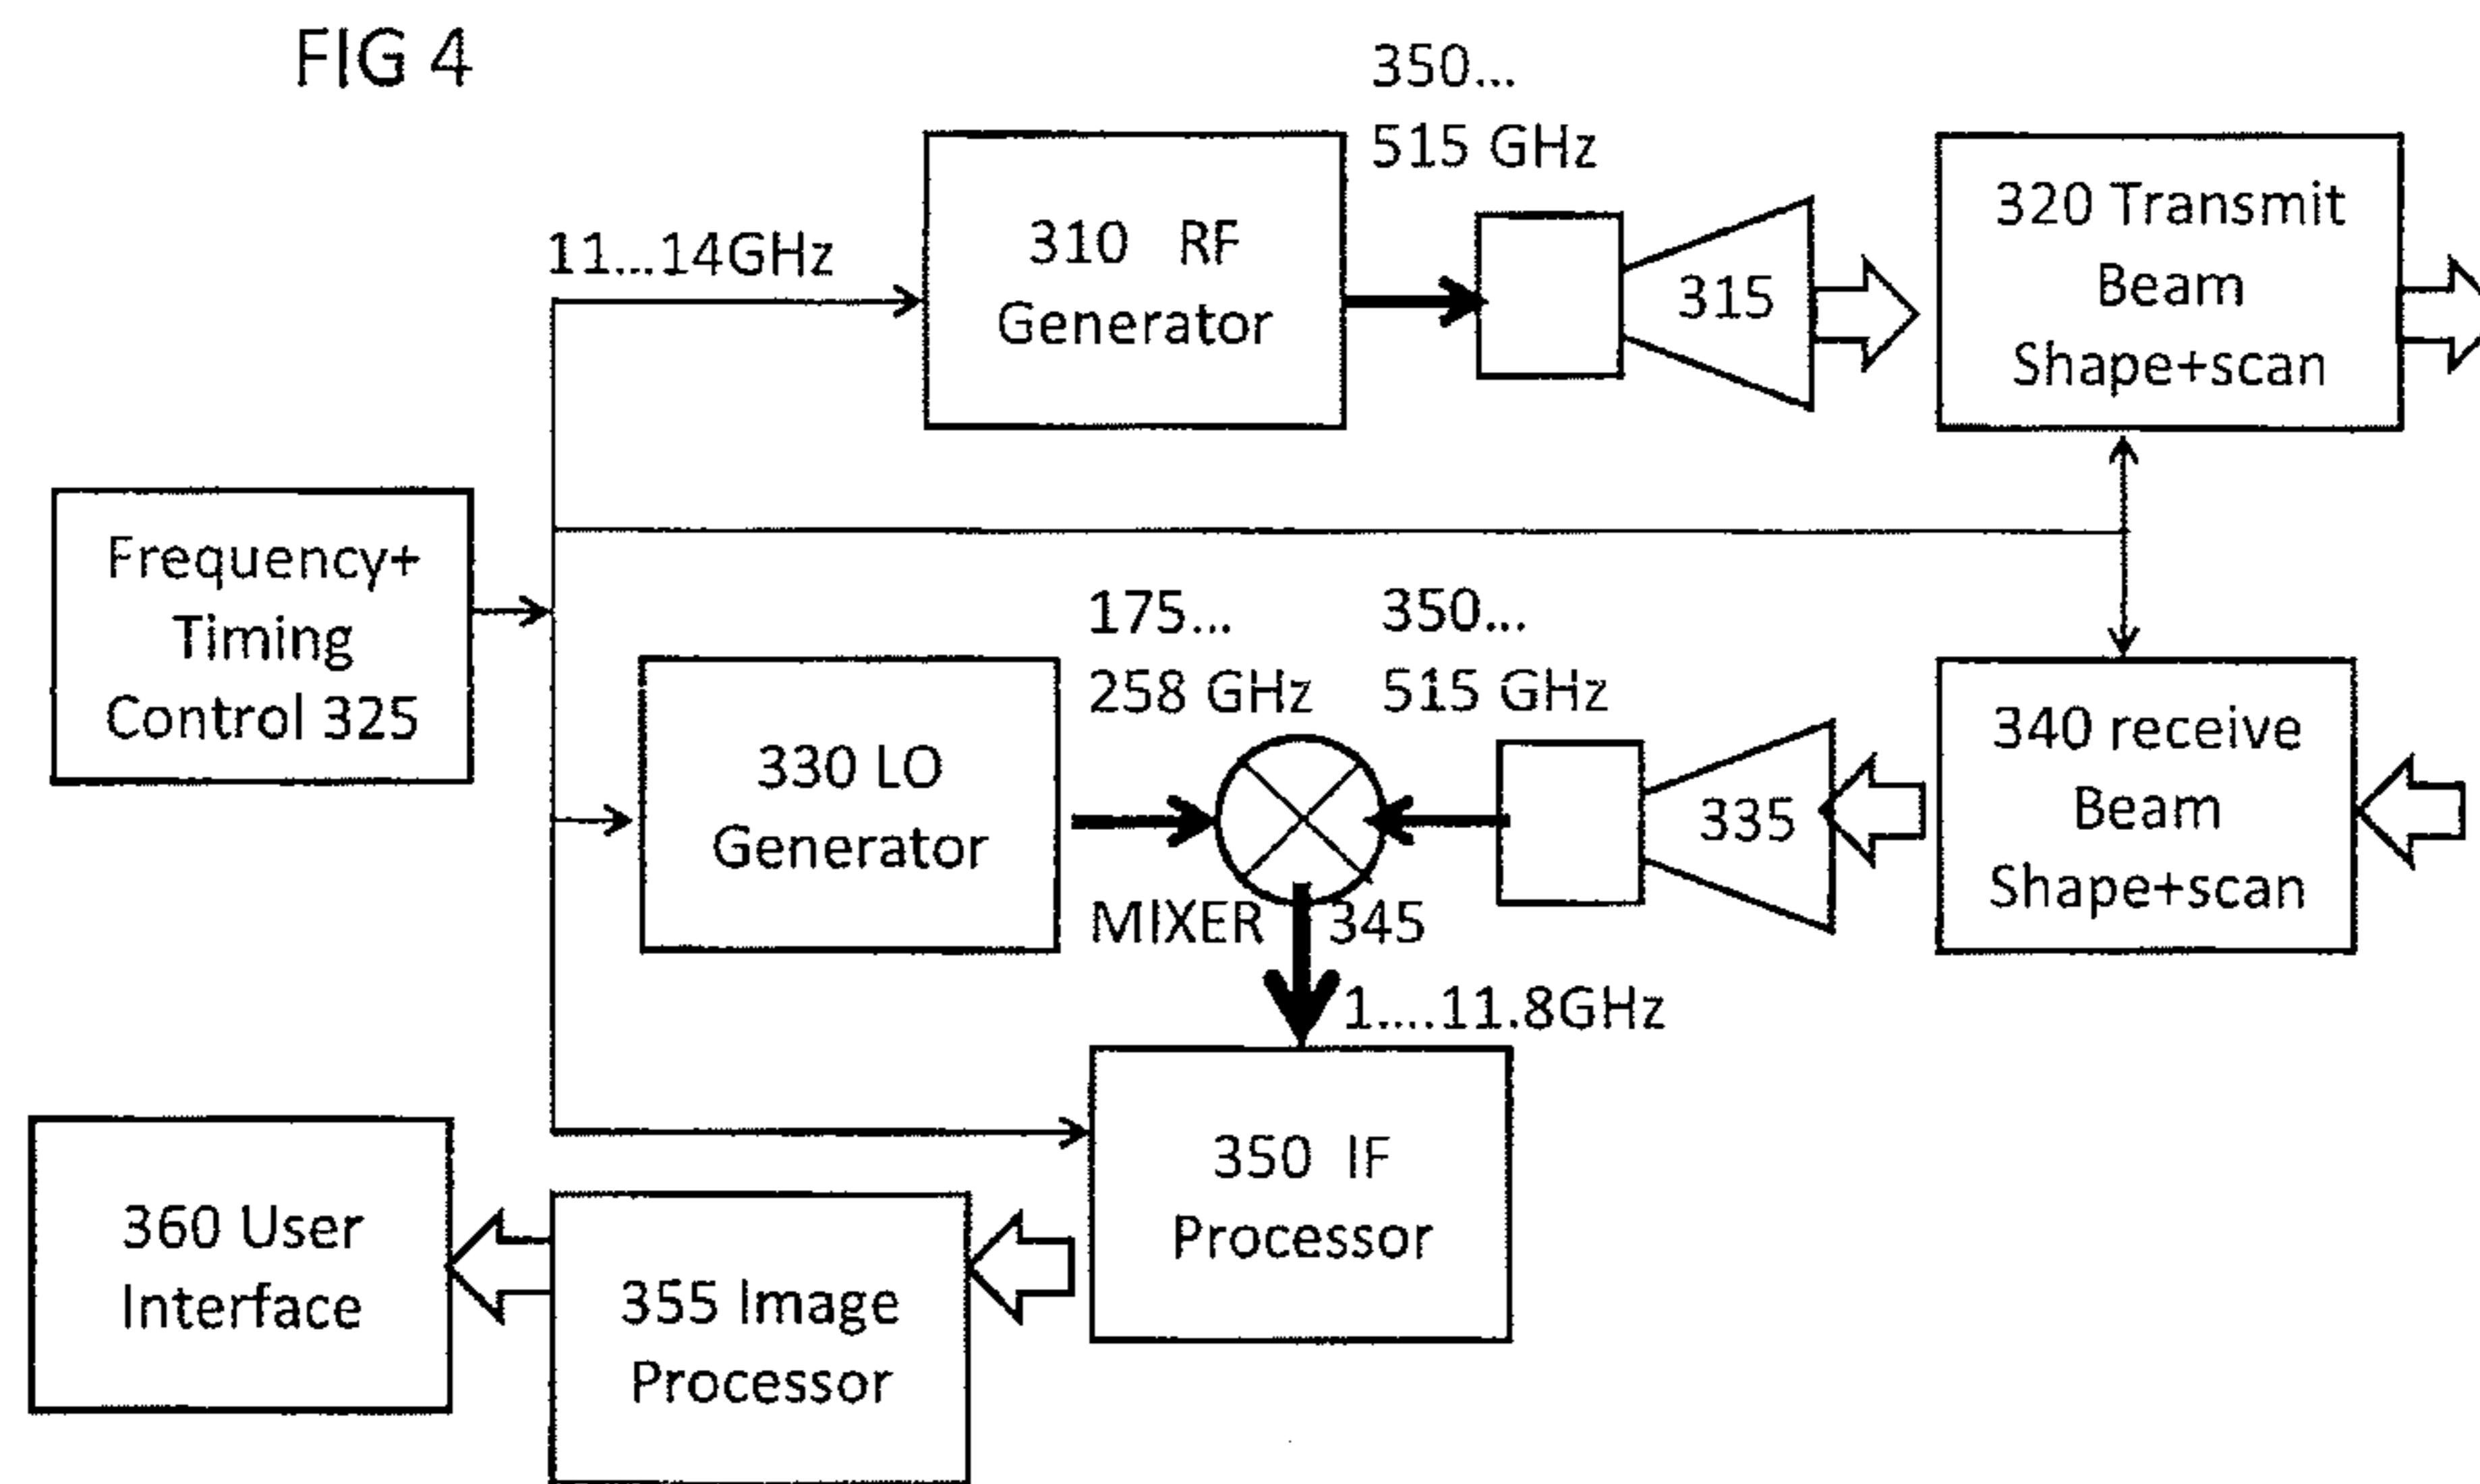 FIG 4
350...
515 GHz
11...14GHz
310 RF
Generator
315
320 Transmit
Beam
Shape+scan
Frequency+
Timing
Control 325
175...
258 GHz
350...
515 GHz
330 LO
Generator
MIXER 345
335
340 receive
Beam
Shape+scan
1....11.8GHz
350 IF
Processor
355 Image
Processor
360 User
Interface